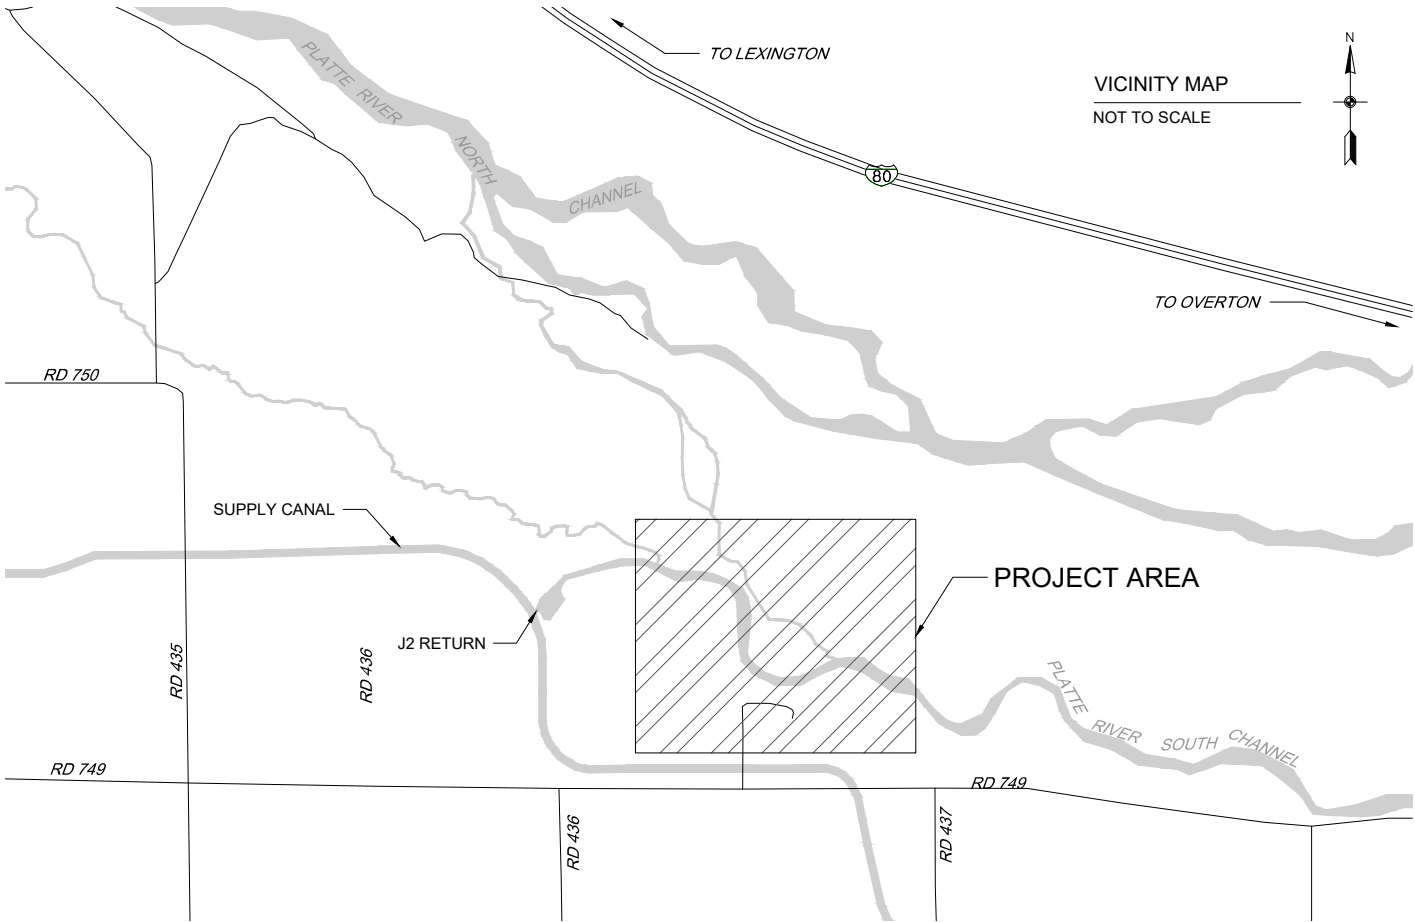 TO LEXINGTON
N
VICINITY MAP
NOT TO SCALE
PLATTE RIVER NORTH CHANNEL
80
TO OVERTON
RD 750
SUPPLY CANAL
PROJECT AREA
J2 RETURN
RD 435
RD 436
PLATTE RIVER SOUTH CHANNEL
RD 749
RD 749
RD 436
RD 437